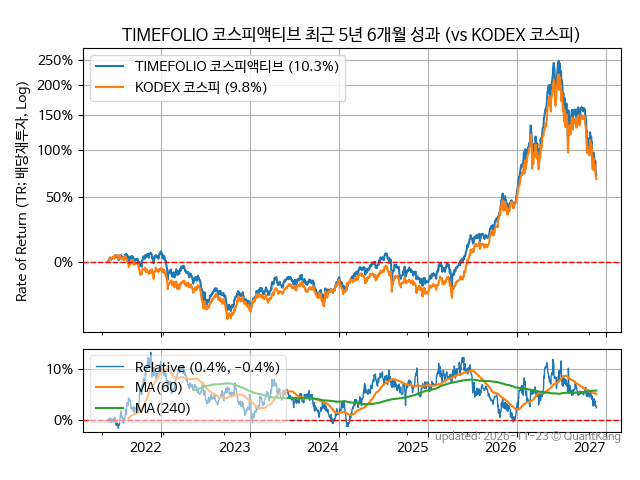 TIMEFOLIO 코스피액티브 최근 5년 6개월 성과 (vs KODEX 코스피)
Rate of Return (TR; 배당재투자, Log)
250%
200%
150%
100%
50%
0%
TIMEFOLIO 코스피액티브 (10.3%)
KODEX 코스피 (9.8%)
10%
0%
Relative (0.4%, −0.4%)
MA(60)
MA(240)
2022 2023 2024 2025 2026 2027
updated: 2026-11-23 © QuantKang